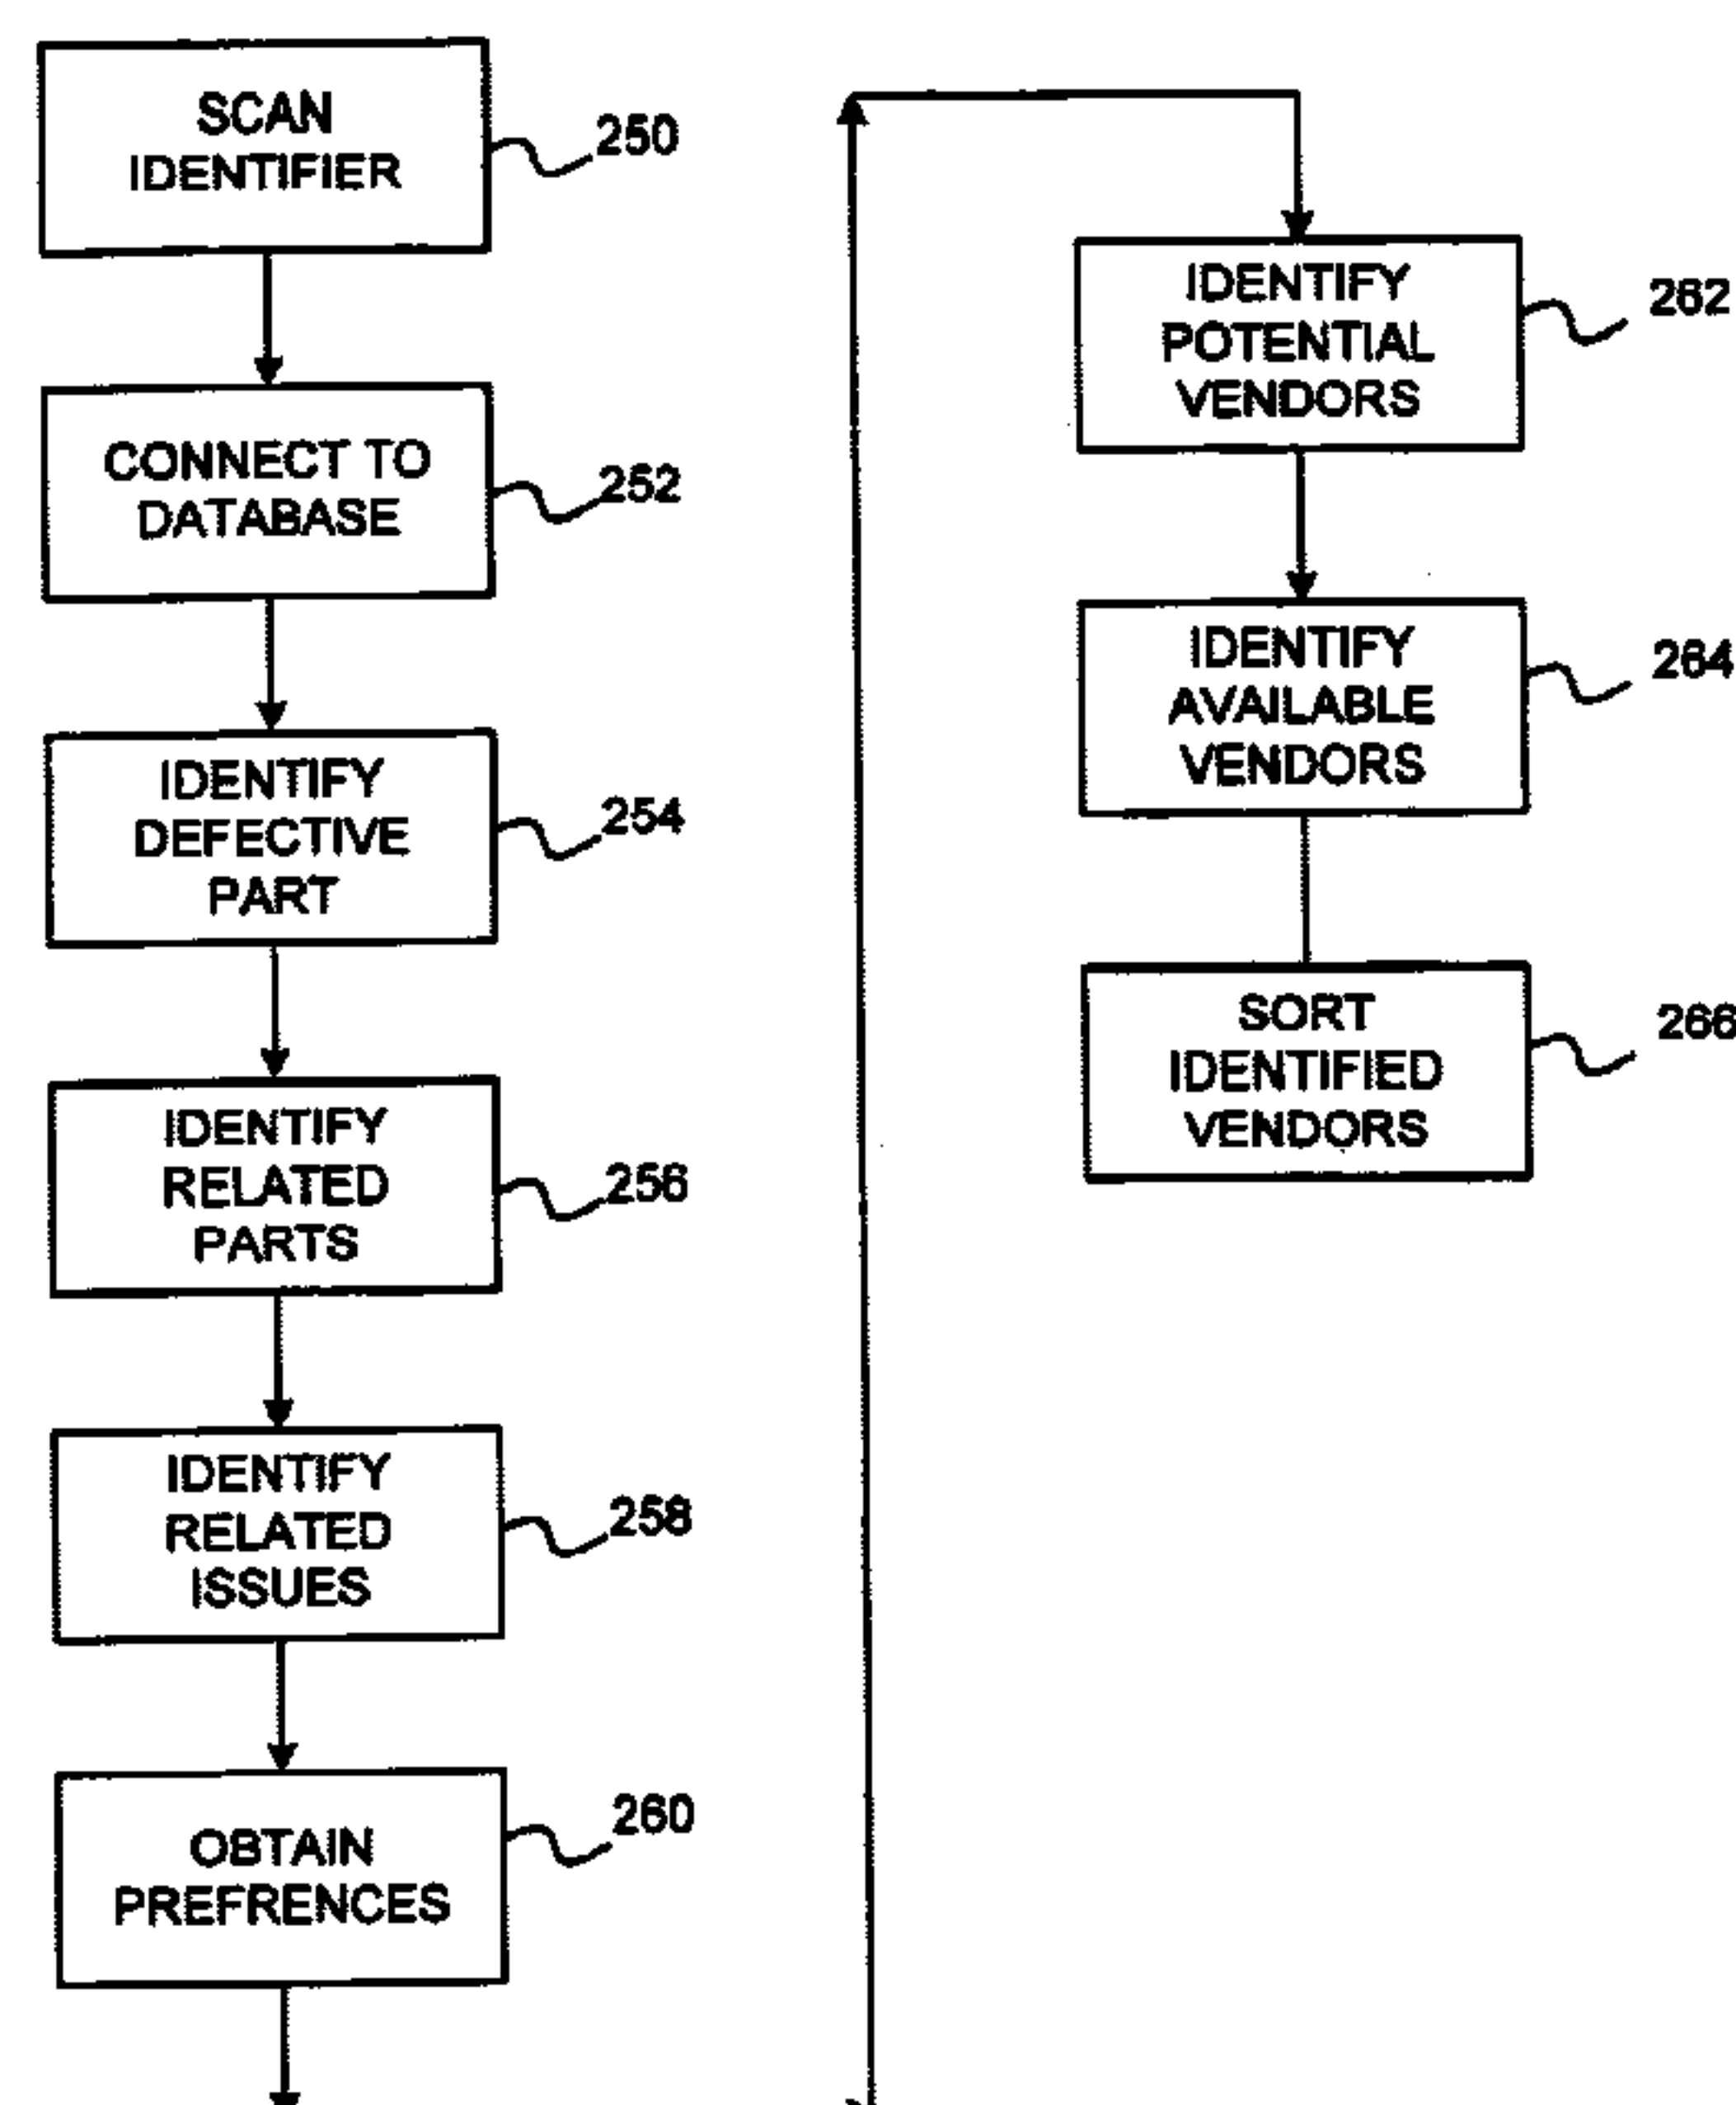 SCAN
IDENTIFIER
250
CONNECT TO
DATABASE
252
IDENTIFY
DEFECTIVE
PART
254
IDENTIFY
RELATED
PARTS
256
IDENTIFY
RELATED
ISSUES
258
OBTAIN
PREFRENCES
260
IDENTIFY
POTENTIAL
VENDORS
262
IDENTIFY
AVAILABLE
VENDORS
264
SORT
IDENTIFIED
VENDORS
266